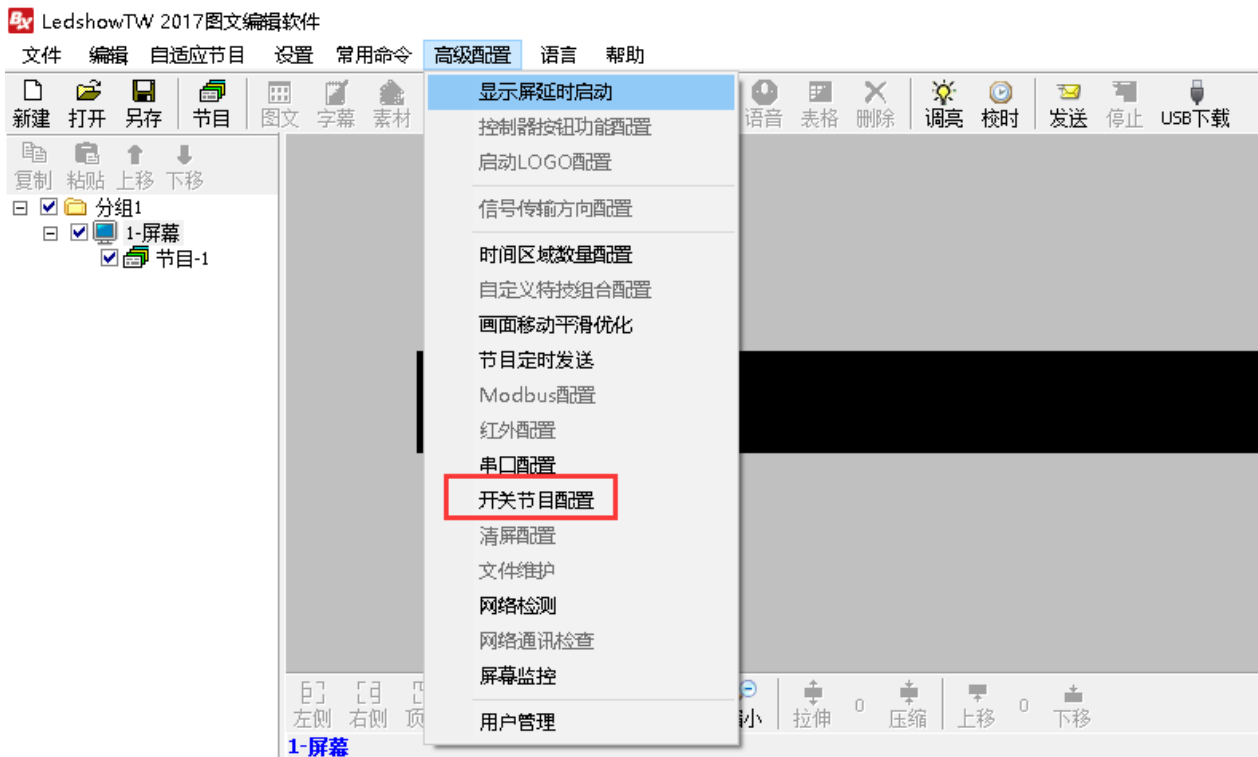 BX LedshowTW 2017图文编辑软件
文件 编辑 自适应节目 设置 常用命令 高级配置 语言 帮助
新建 打开 另存 节目 图文 字幕 素材 语音 表格 删除 调亮 校时 发送 停止 USB下载
复制 粘贴 上移 下移
分组1
1-屏幕
节目-1
显示屏延时启动
控制器按钮功能配置
启动LOGO配置
信号传输方向配置
时间区域数量配置
自定义特技组合配置
画面移动平滑优化
节目定时发送
Modbus配置
红外配置
串口配置
开关节目配置
清屏配置
文件维护
网络检测
网络通讯检查
屏幕监控
用户管理
左侧 右侧 顶 小 拉伸 0 压缩 上移 0 下移
1-屏幕